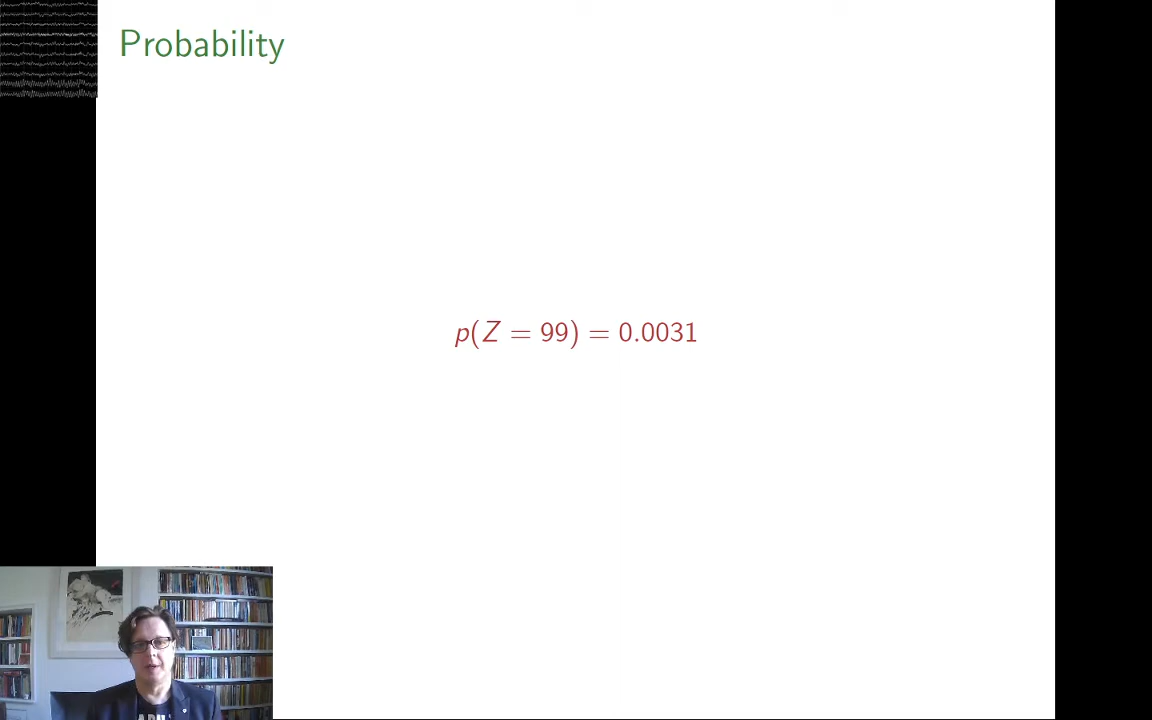 Probability
p(Z = 99) = 0.0031